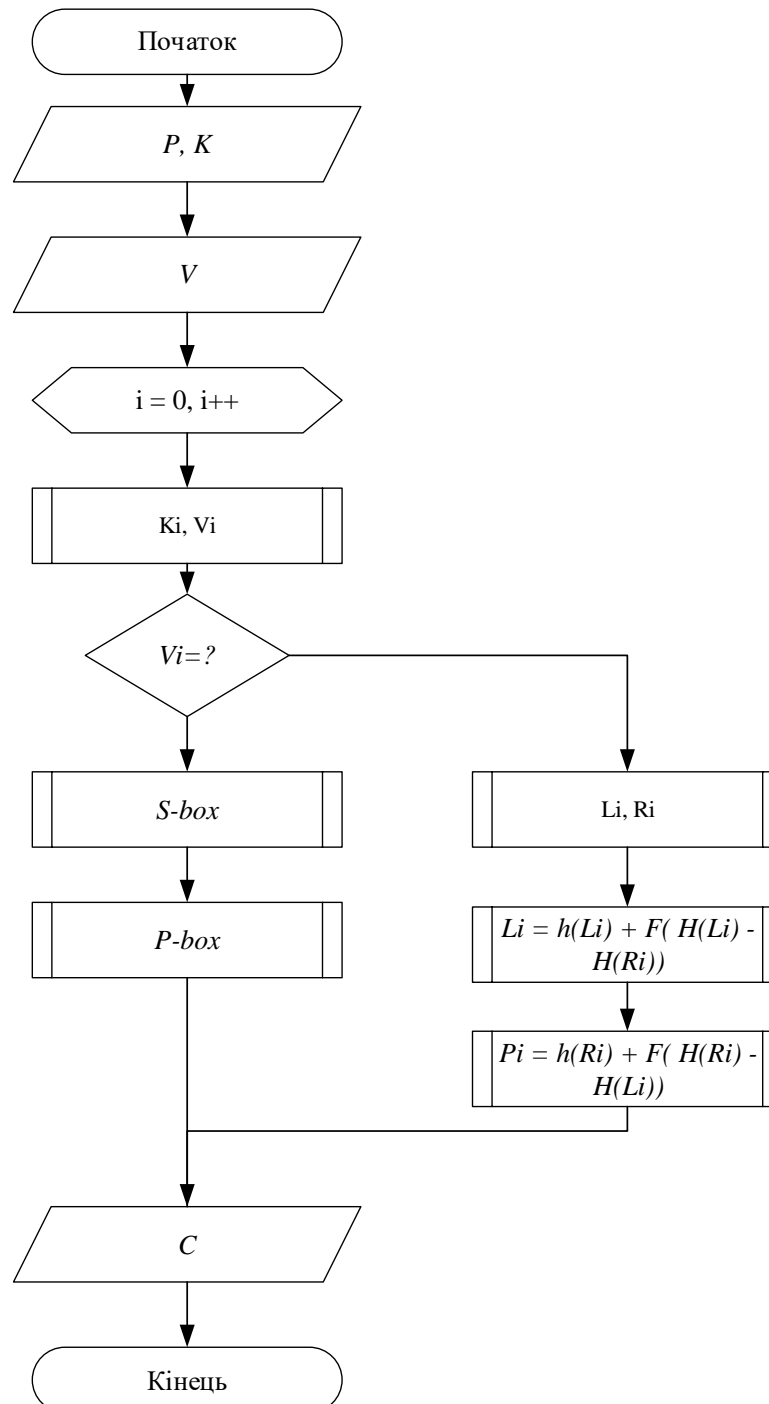 Початок
P, K
V
i = 0, i++
Ki, Vi
Vi=?
S-box
P-box
Li, Ri
Li = h(Li) + F( H(Li) -
H(Ri))
Pi = h(Ri) + F( H(Ri) -
H(Li))
C
Кінець